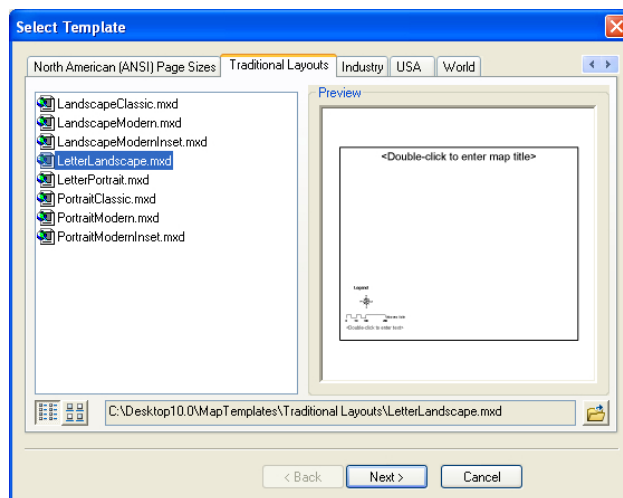 Select Template
North American (ANSI) Page Sizes Traditional Layouts Industry USA World
Preview
LandscapeClassic.mxd
LandscapeModern.mxd
LandscapeModernInset.mxd
LetterLandscape.mxd
LetterPortrait.mxd
PortraitClassic.mxd
PortraitModern.mxd
PortraitModernInset.mxd
<Double-click to enter map title>
Legend
<Double-click to enter text>
C:\Desktop10.0\MapTemplates\Traditional Layouts\LetterLandscape.mxd
< Back Next > Cancel